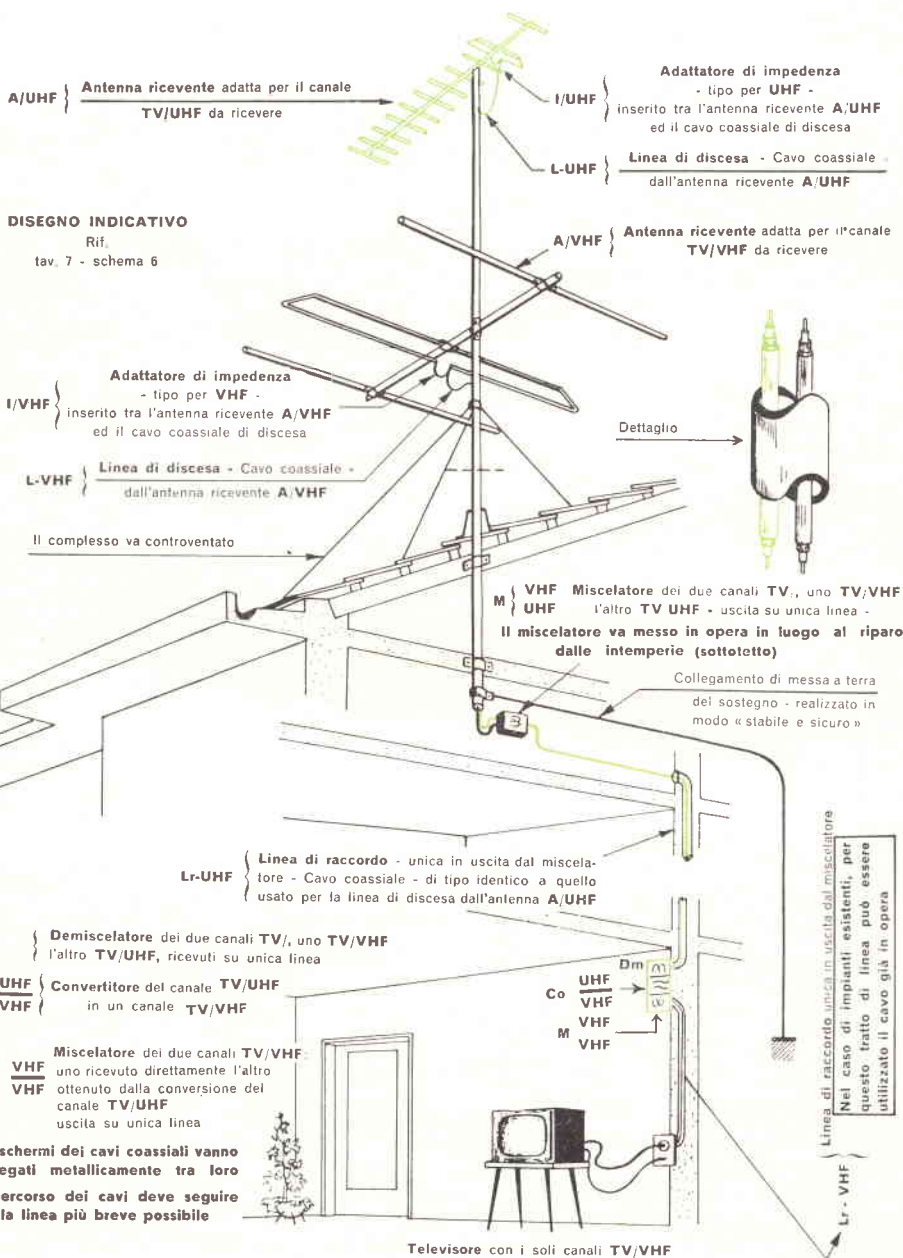 A/UHF
Antenna ricevente adatta per il canale
TV/UHF da ricevere
I/UHF
Adattatore di impedenza
- tipo per UHF -
inserito tra l'antenna ricevente A/UHF
ed il cavo coassiale di discesa
L-UHF
Linea di discesa - Cavo coassiale
dall'antenna ricevente A/UHF
DISEGNO INDICATIVO
Rif.
tav. 7 - schema 6
A/VHF
Antenna ricevente adatta per il canale
TV/VHF da ricevere
I/VHF
Adattatore di impedenza
- tipo per VHF -
inserito tra l'antenna ricevente A/VHF
ed il cavo coassiale di discesa
Dettaglio
L-VHF
Linea di discesa - Cavo coassiale -
dall'antenna ricevente A/VHF
Il complesso va controventato
M VHF UHF
Miscelatore dei due canali TV/, uno TV/VHF
l'altro TV UHF - uscita su unica linea -
Il miscelatore va messo in opera in luogo al riparo
dalle intemperie (sottotetto)
Collegamento di messa a terra
del sostegno - realizzato in
modo « stabile e sicuro »
Lr-UHF
Linea di raccordo - unica in uscita dal miscela-
tore - Cavo coassiale - di tipo identico a quello
usato per la linea di discesa dall'antenna A/UHF
Demiscelatore dei due canali TV/, uno TV/VHF
l'altro TV/UHF, ricevuti su unica linea
UHF
VHF
Convertitore del canale TV/UHF
in un canale TV/VHF
VHF
VHF
Miscelatore dei due canali TV/VHF
uno ricevuto direttamente l'altro
ottenuto dalla conversione del
canale TV/UHF
uscita su unica linea
schermi dei cavi coassiali vanno
egati metallicamente tra loro
ercorso dei cavi deve seguire
la linea più breve possibile
Dm
Co UHF
VHF
M VHF
VHF
Televisore con i soli canali TV/VHF
Lr - VHF
Linea di raccordo unica in uscita dal miscelatore
Nel caso di impianti esistenti, per
questo tratto di linea può essere
utilizzato il cavo già in opera